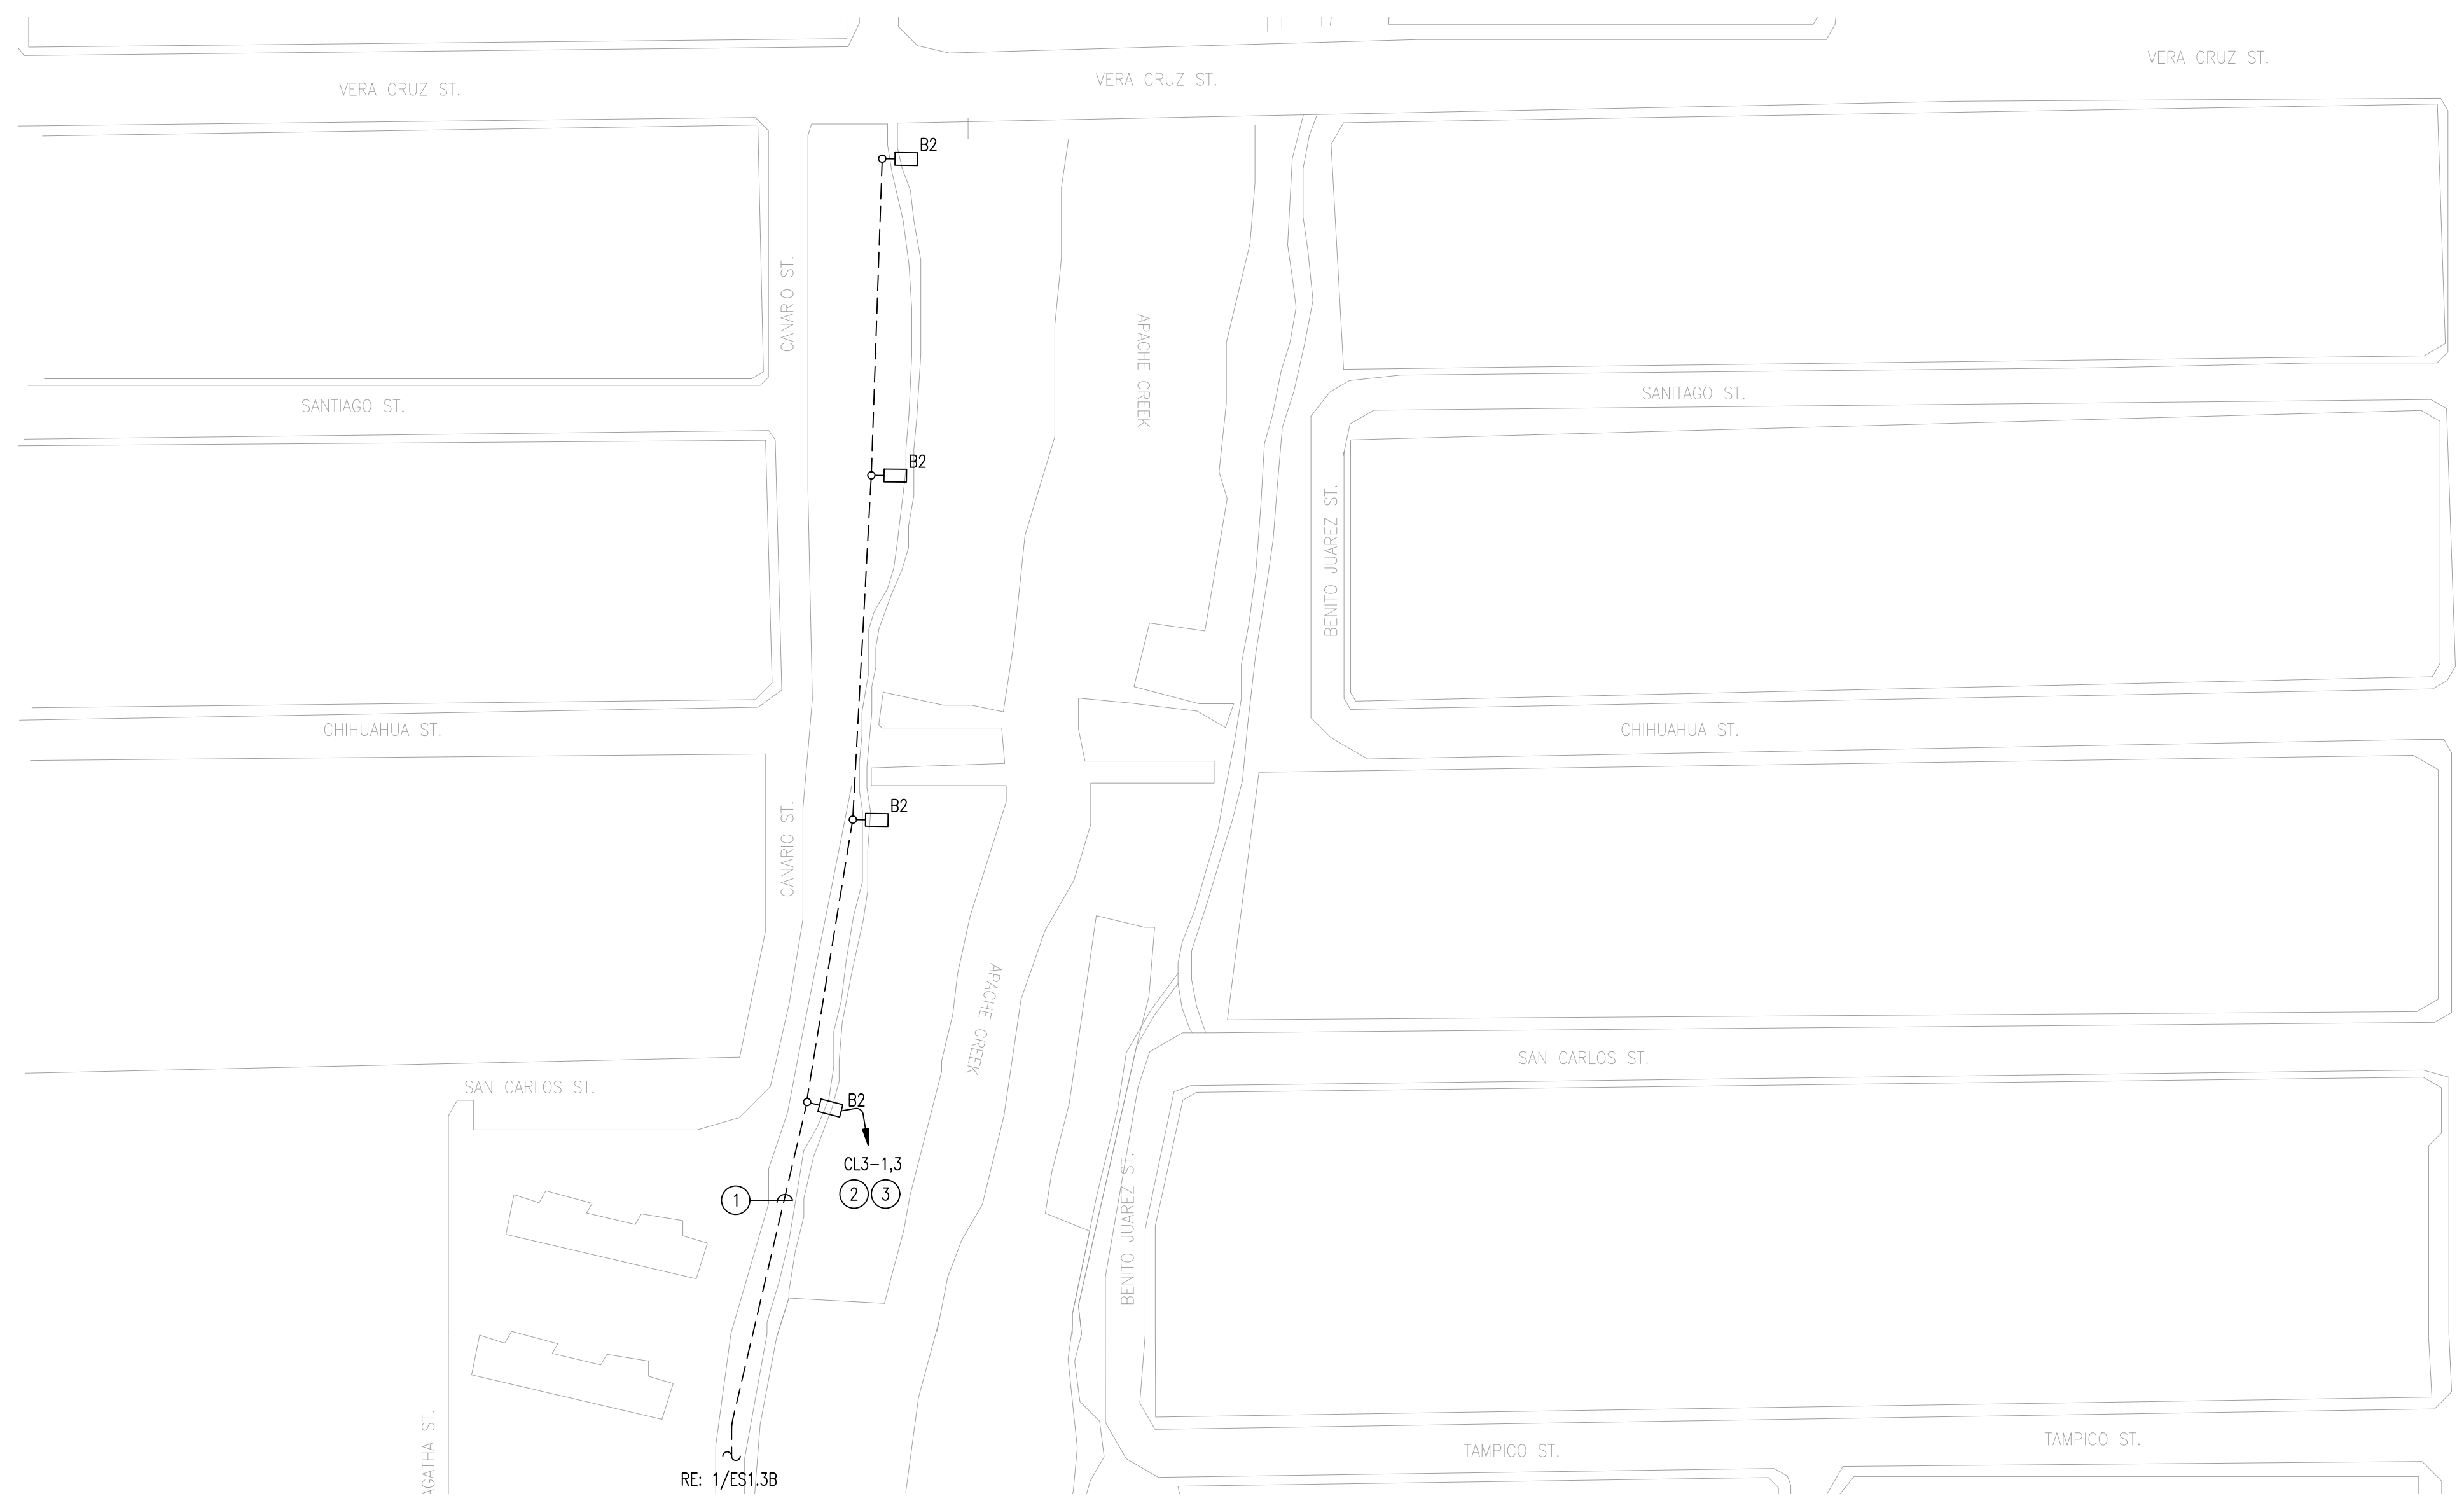 VERA CRUZ ST.
VERA CRUZ ST.
VERA CRUZ ST.
B2
CANARIO ST.
APACHE CREEK
SANTIAGO ST.
SANITAGO ST.
B2
BENITO JUAREZ ST.
CHIHUAHUA ST.
CHIHUAHUA ST.
B2
CANARIO ST.
APACHE CREEK
SAN CARLOS ST.
SAN CARLOS ST.
B2
CL3-1,3
1
2 3
BENITO JUAREZ ST.
AGATHA ST.
TAMPICO ST.
TAMPICO ST.
RE: 1/ES1.3B